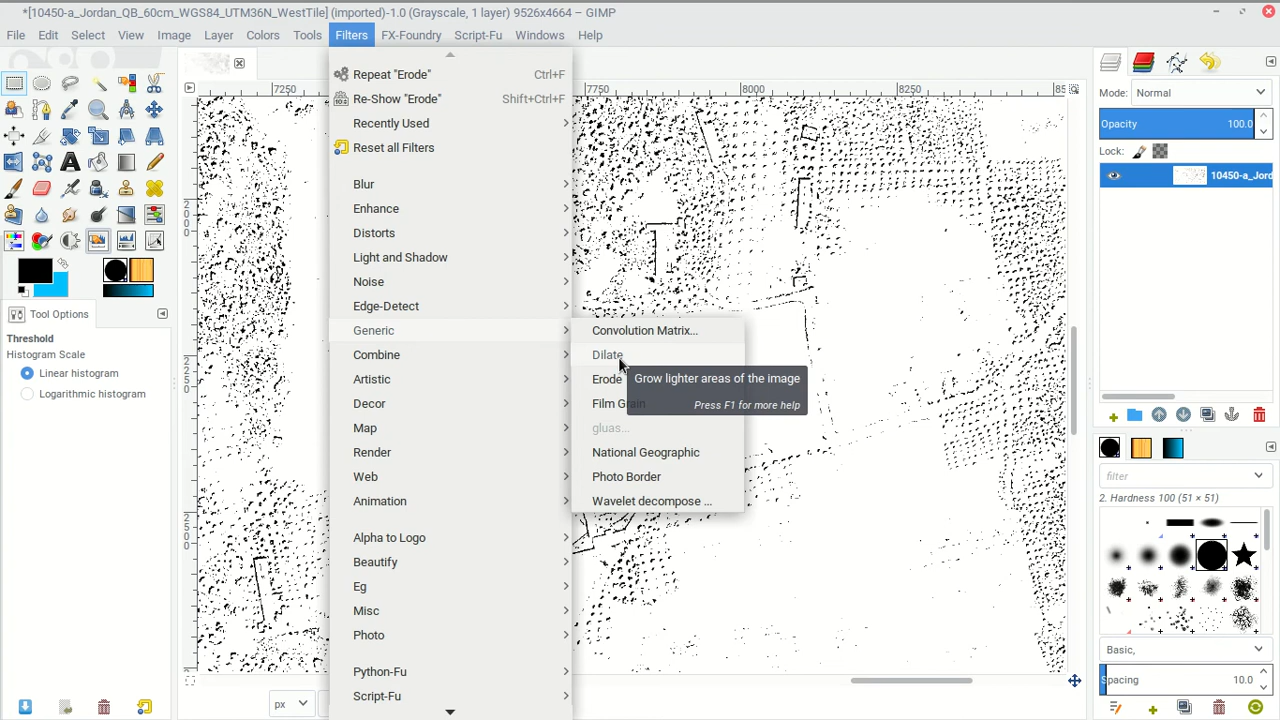 *[10450-a_Jordan_QB_60cm_WGS84_UTM36N_WestTile] (imported)-1.0 (Grayscale, 1 layer) 9526x4664 – GIMP
File Edit Select View Image Layer Colors Tools Filters FX-Foundry Script-Fu Windows Help
Repeat "Erode" Ctrl+F
Re-Show "Erode" Shift+Ctrl+F
Recently Used
Reset all Filters
Blur
Enhance
Distorts
Light and Shadow
Noise
Edge-Detect
Generic
Combine
Artistic
Decor
Map
Render
Web
Animation
Alpha to Logo
Beautify
Eg
Misc
Photo
Python-Fu
Script-Fu
Convolution Matrix...
Dilate
Erode
Film Grain
gluas...
National Geographic
Photo Border
Wavelet decompose ...
Grow lighter areas of the image
Press F1 for more help
7250
7750
8000
8250
85
2000
2250
2500
Tool Options
Threshold
Histogram Scale
Linear histogram
Logarithmic histogram
px
Mode: Normal
Opacity 100.0
Lock:
10450-a_Jord
filter
2. Hardness 100 (51 × 51)
Basic,
Spacing 10.0